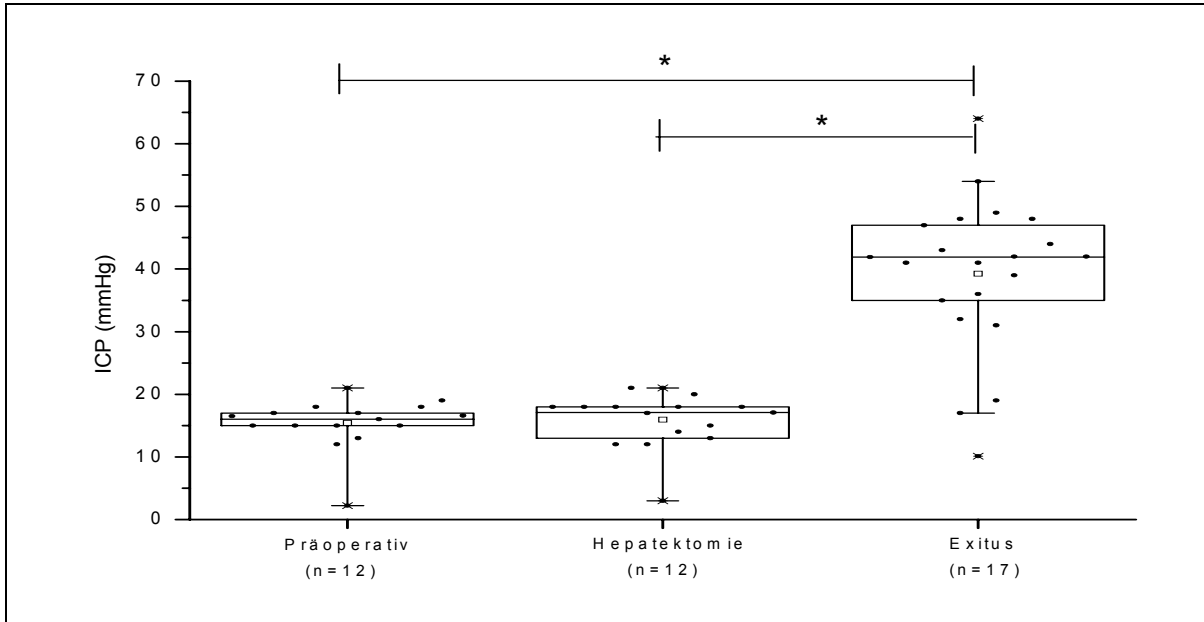 *
*
ICP (mmHg)
70
60
50
40
30
20
10
0
Präoperativ
(n=12)
Hepatektomie
(n=12)
Exitus
(n=17)